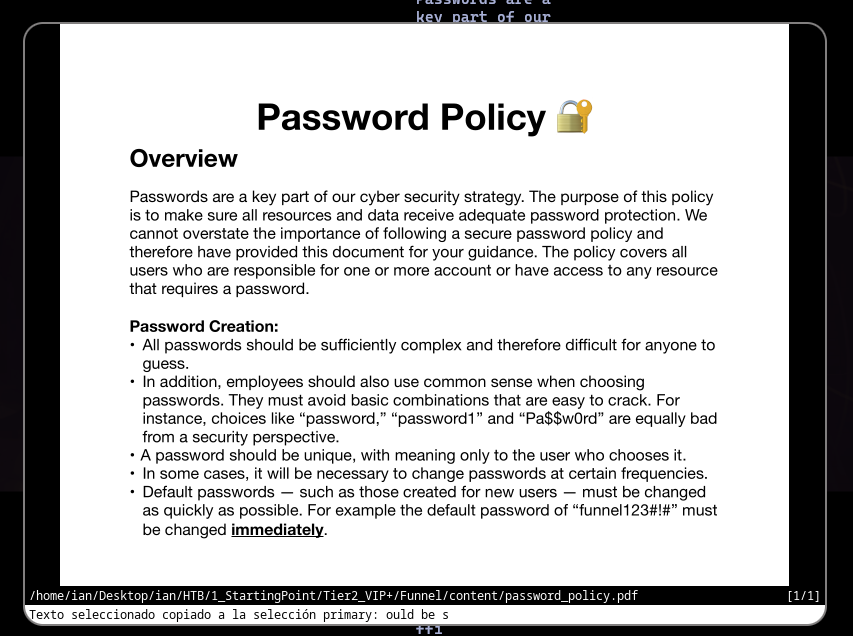 Passwords are a
key part of our
Password Policy 🔐
Overview
Passwords are a key part of our cyber security strategy. The purpose of this policy
is to make sure all resources and data receive adequate password protection. We
cannot overstate the importance of following a secure password policy and
therefore have provided this document for your guidance. The policy covers all
users who are responsible for one or more account or have access to any resource
that requires a password.
Password Creation:
• All passwords should be sufficiently complex and therefore difficult for anyone to
guess.
• In addition, employees should also use common sense when choosing
passwords. They must avoid basic combinations that are easy to crack. For
instance, choices like “password,” “password1” and “Pa$$w0rd” are equally bad
from a security perspective.
• A password should be unique, with meaning only to the user who chooses it.
• In some cases, it will be necessary to change passwords at certain frequencies.
• Default passwords — such as those created for new users — must be changed
as quickly as possible. For example the default password of “funnel123#!#” must
be changed immediately.
/home/ian/Desktop/ian/HTB/1_StartingPoint/Tier2_VIP+/Funnel/content/password_policy.pdf [1/1]
Texto seleccionado copiado a la selección primary: ould be s